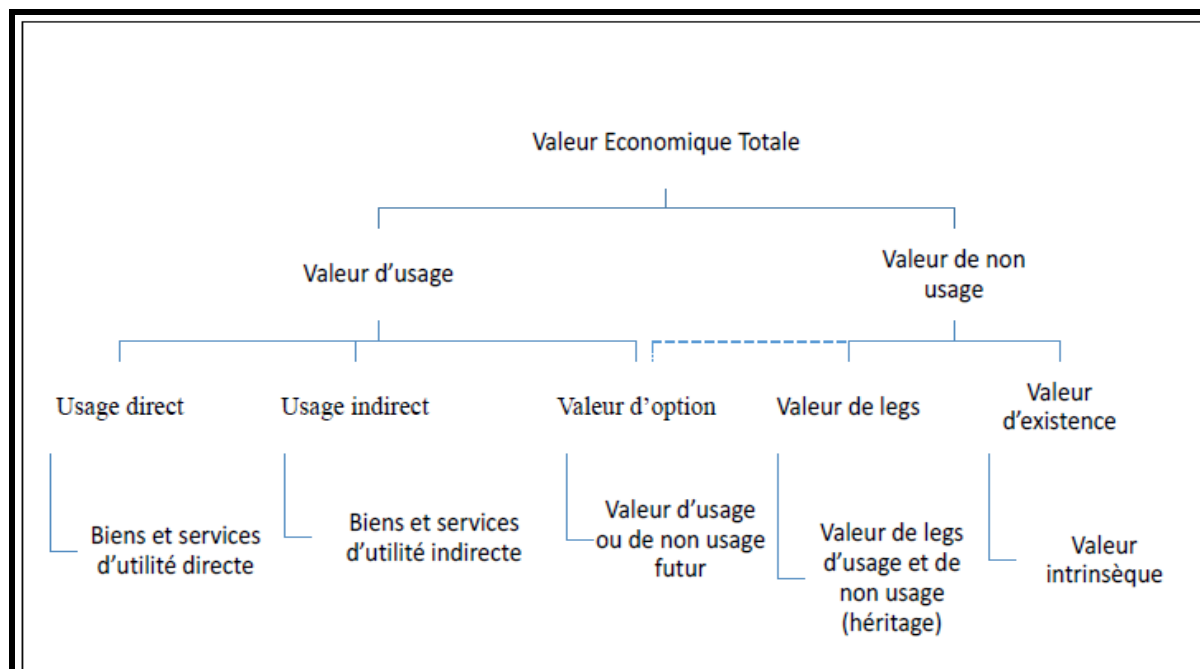 Valeur Economique Totale
Valeur d’usage
Valeur de non
usage
Usage direct
Usage indirect
Valeur d’option
Valeur de legs
Valeur
d’existence
Biens et services
d’utilité directe
Biens et services
d’utilité indirecte
Valeur d’usage
ou de non usage
futur
Valeur de legs
d’usage et de
non usage
(héritage)
Valeur
intrinsèque